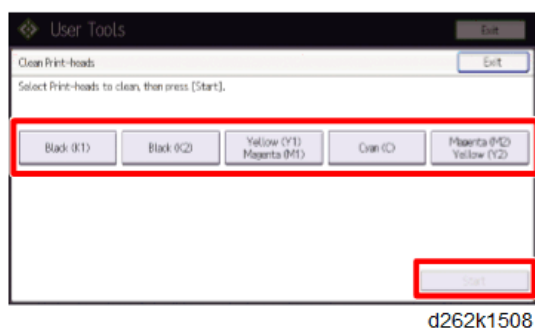 User Tools
Exit
Clean Print-heads
Exit
Select Print-heads to clean, then press [Start].
Black (K1)
Black (K2)
Yellow (Y1)
Magenta (M1)
Cyan (C)
Magenta (M2)
Yellow (Y2)
Start
d262k1508